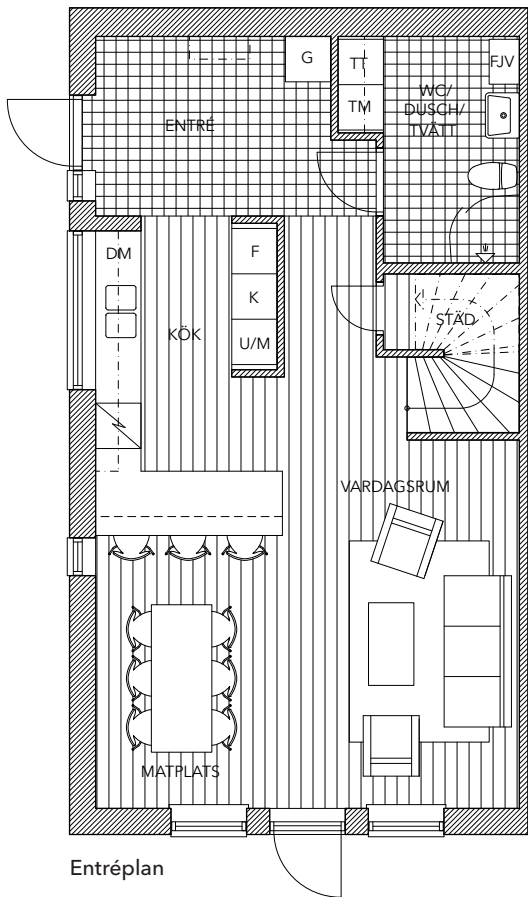 G
TT
FJV
TM
WC/
DUSCH/
TVÄTT
ENTRÉ
DM
F
K
U/M
KÖK
STÄD
VARDAGSRUM
MATPLATS
Entréplan